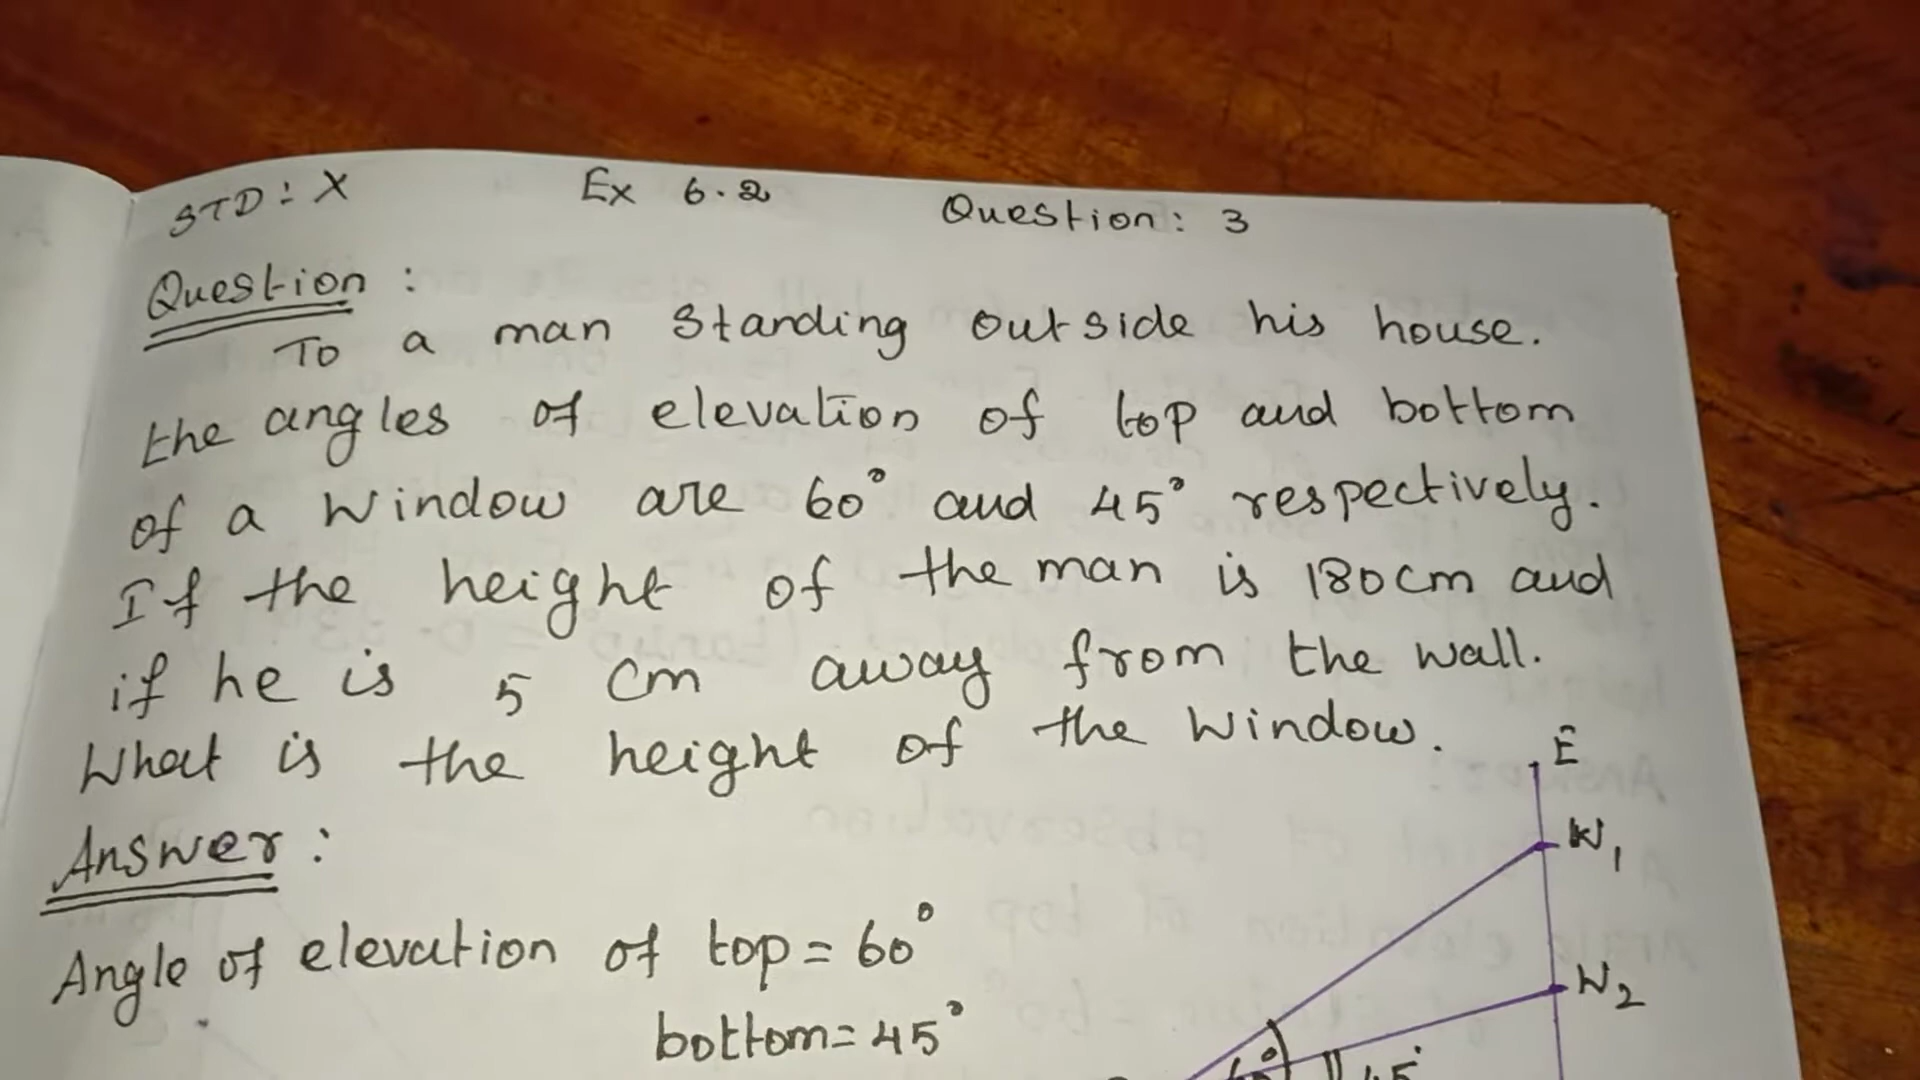 STD: X Ex 6.2 Question: 3
Question:
To a man standing outside his house.
the angles of elevation of top and bottom
of a window are 60° and 45° respectively.
If the height of the man is 180cm and
if he is 5 cm away from the wall.
What is the height of the window.
E
W1
Answer:
Angle of elevation of top = 60°
W2
bottom = 45°
60°
45°